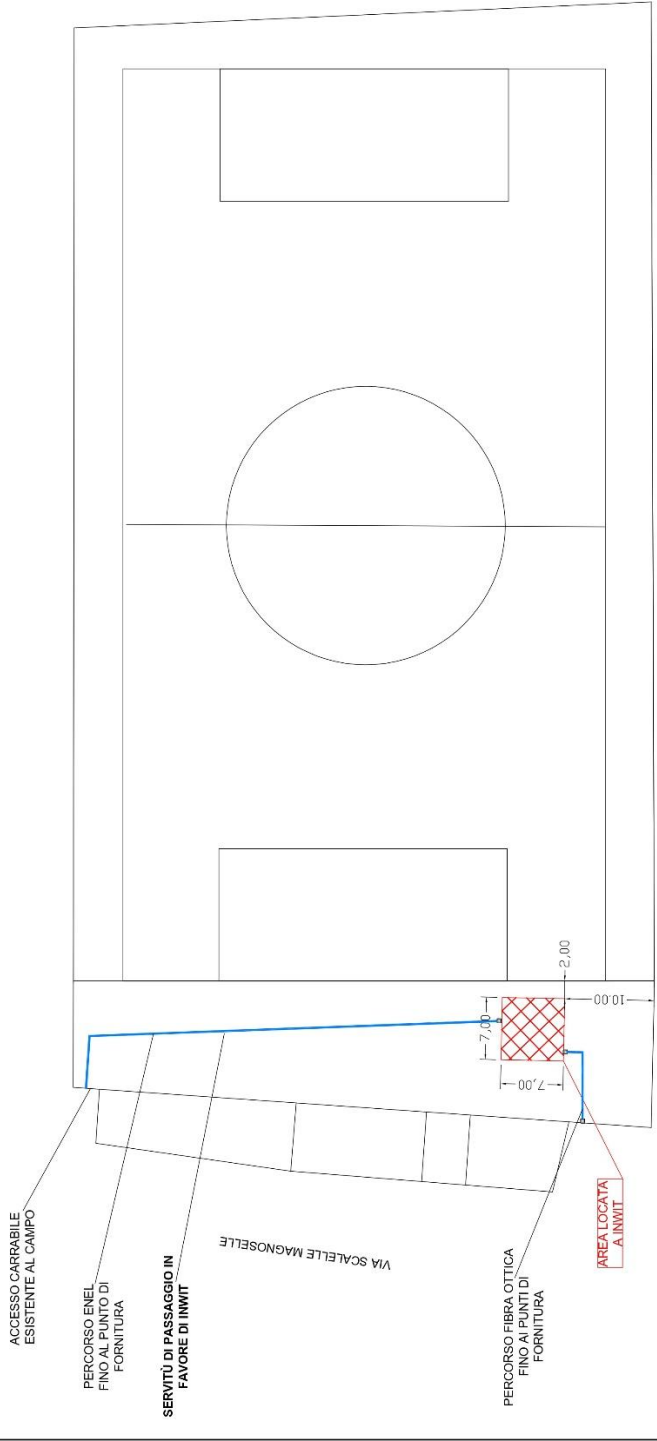 ACCESSO CARRABILE
ESISTENTE AL CAMPO
PERCORSO ENEL
FINO AL PUNTO DI
FORNITURA
SERVITÙ DI PASSAGGIO IN
FAVORE DI INWIT
VIA SCALELLE MAGNOSELLE
PERCORSO FIBRA OTTICA
FINO AI PUNTI DI
FORNITURA
AREA LOCATA
A INWIT
7,00
7,00
2,00
10.00